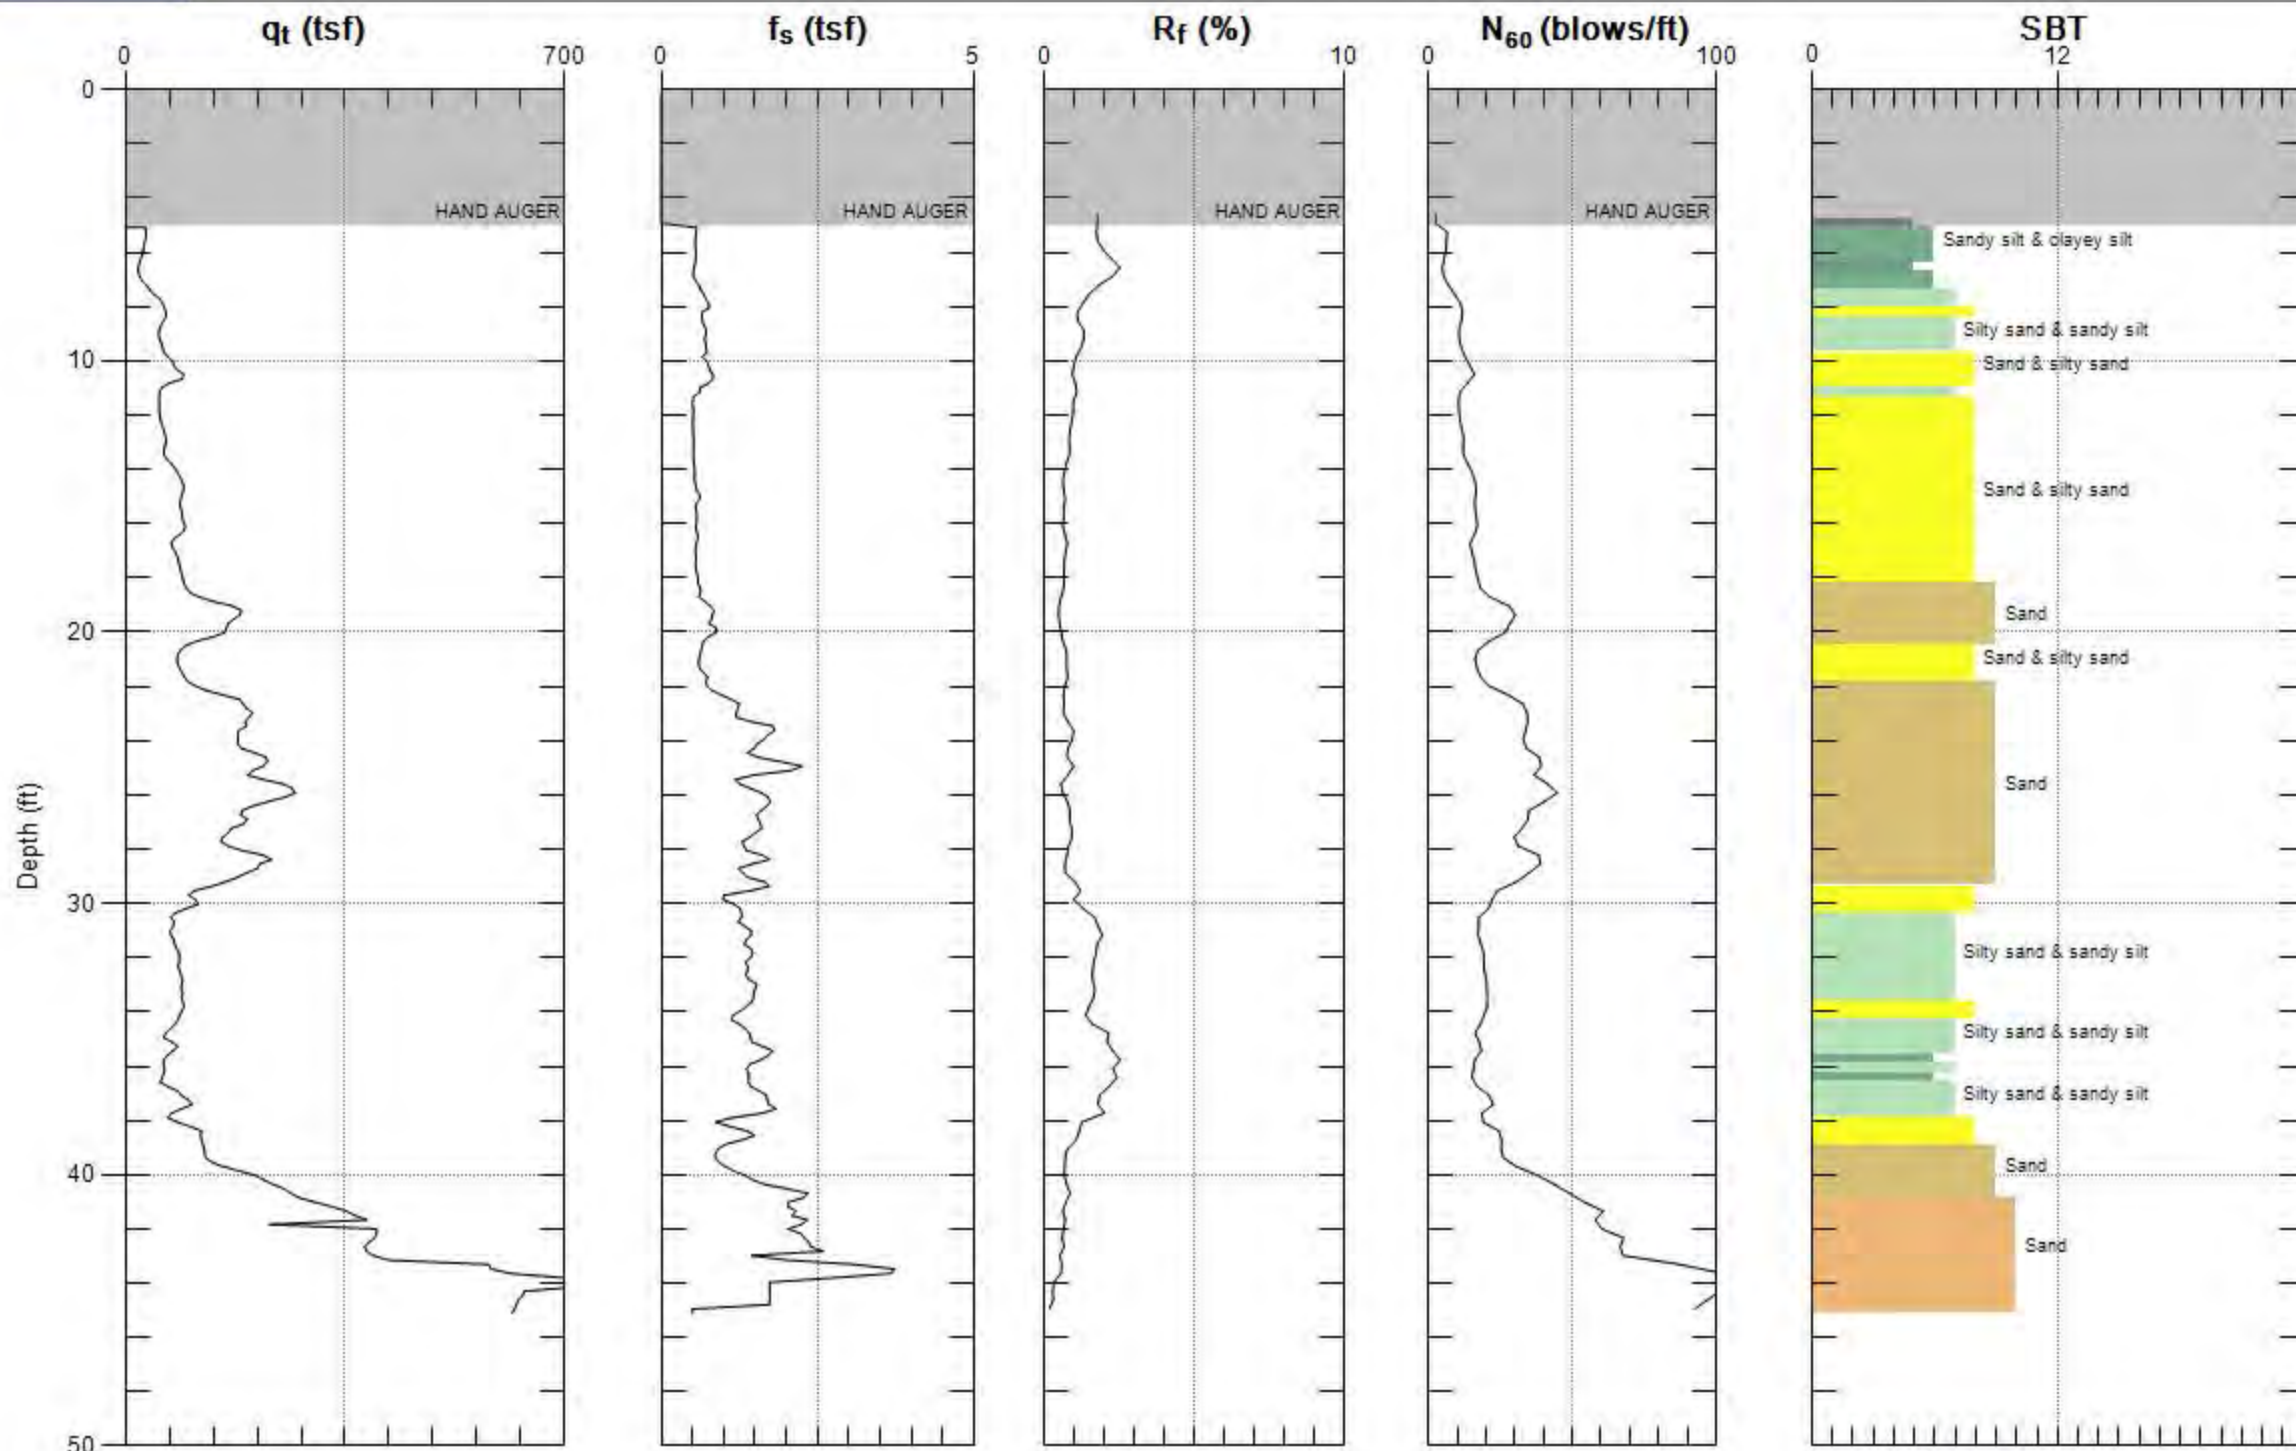 qt (tsf)
fs (tsf)
Rf (%)
N60 (blows/ft)
SBT
0 700
0 5
0 10
0 100
0 12
0
HAND AUGER
HAND AUGER
HAND AUGER
HAND AUGER
Sandy silt & clayey silt
Silty sand & sandy silt
10
Sand & silty sand
Sand & silty sand
Sand
20
Sand & silty sand
Sand
Depth (ft)
30
Silty sand & sandy silt
Silty sand & sandy silt
Silty sand & sandy silt
Sand
40
Sand
50